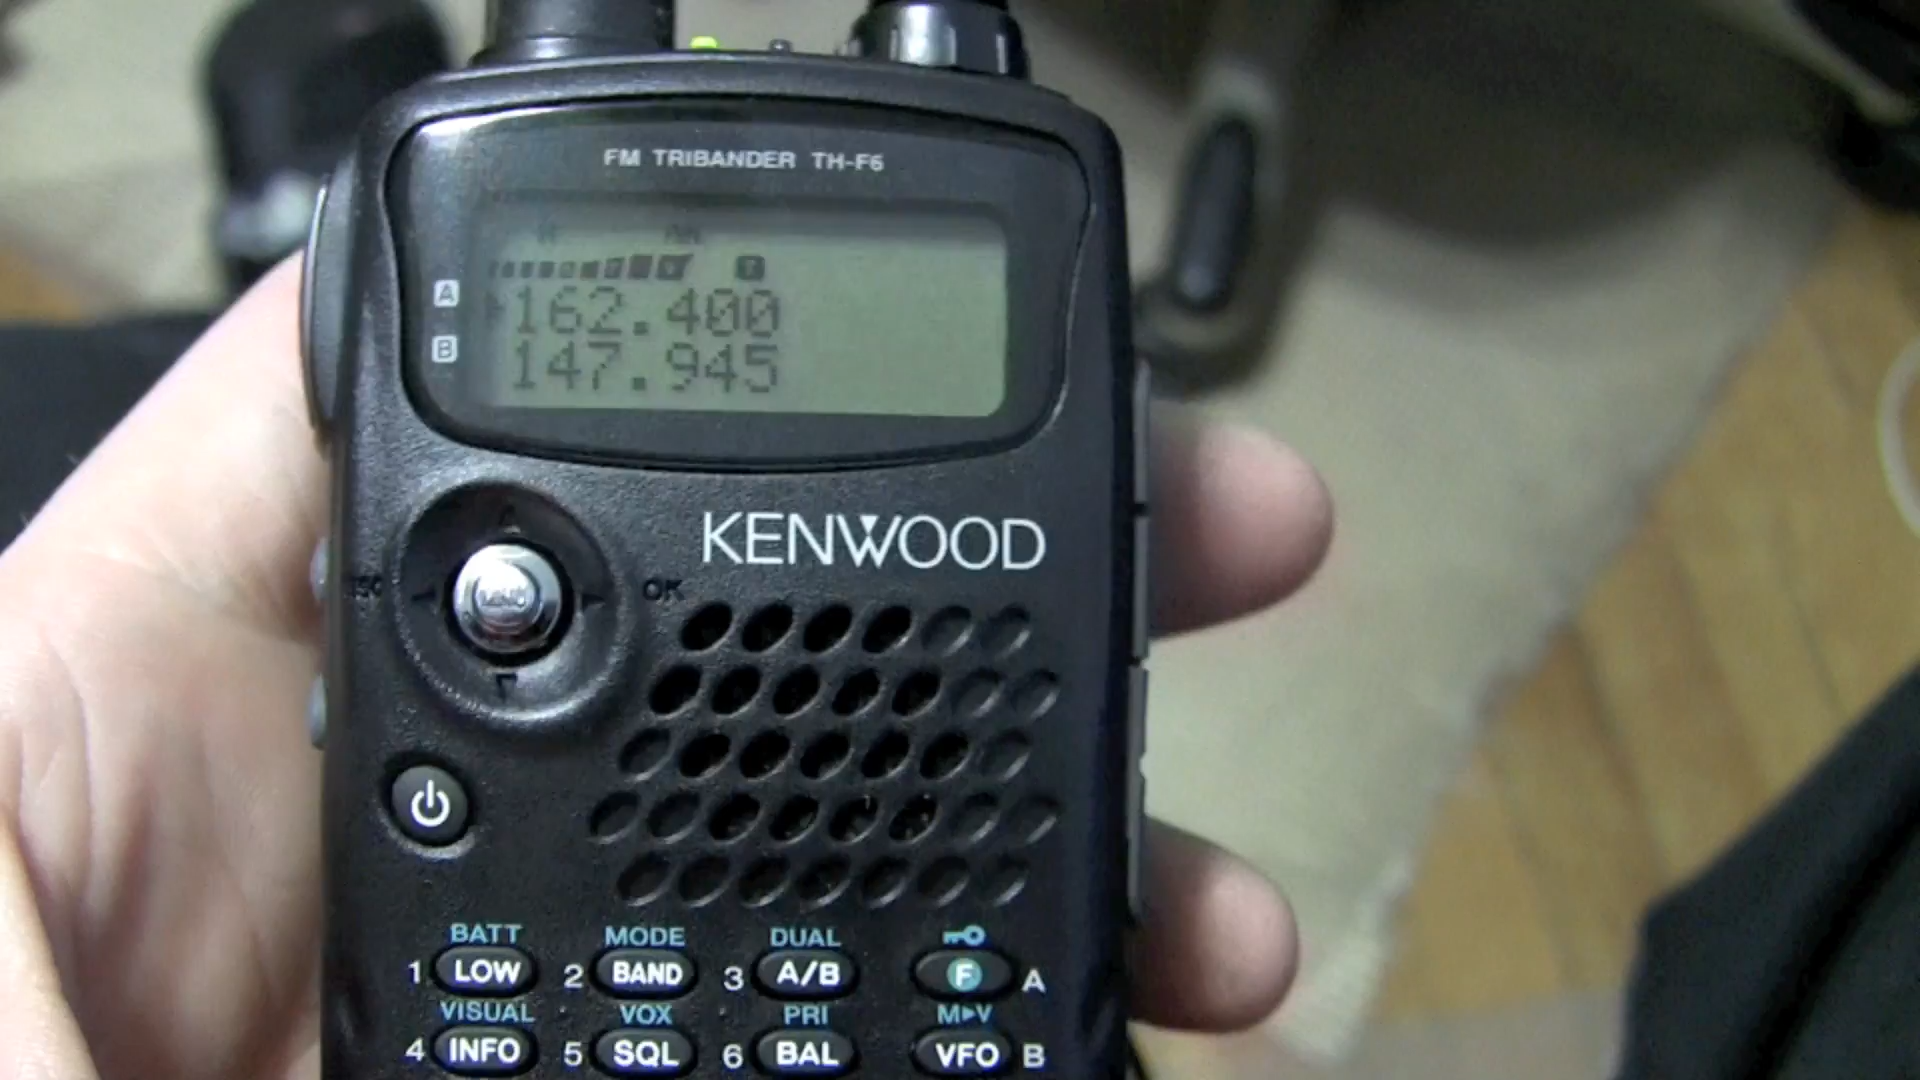 FM TRIBANDER TH-F6
A 162.400
B 147.945
KENWOOD
OK
BATT MODE DUAL
1 LOW 2 BAND 3 A/B F A
VISUAL VOX PRI M▶V
4 INFO 5 SQL 6 BAL VFO B